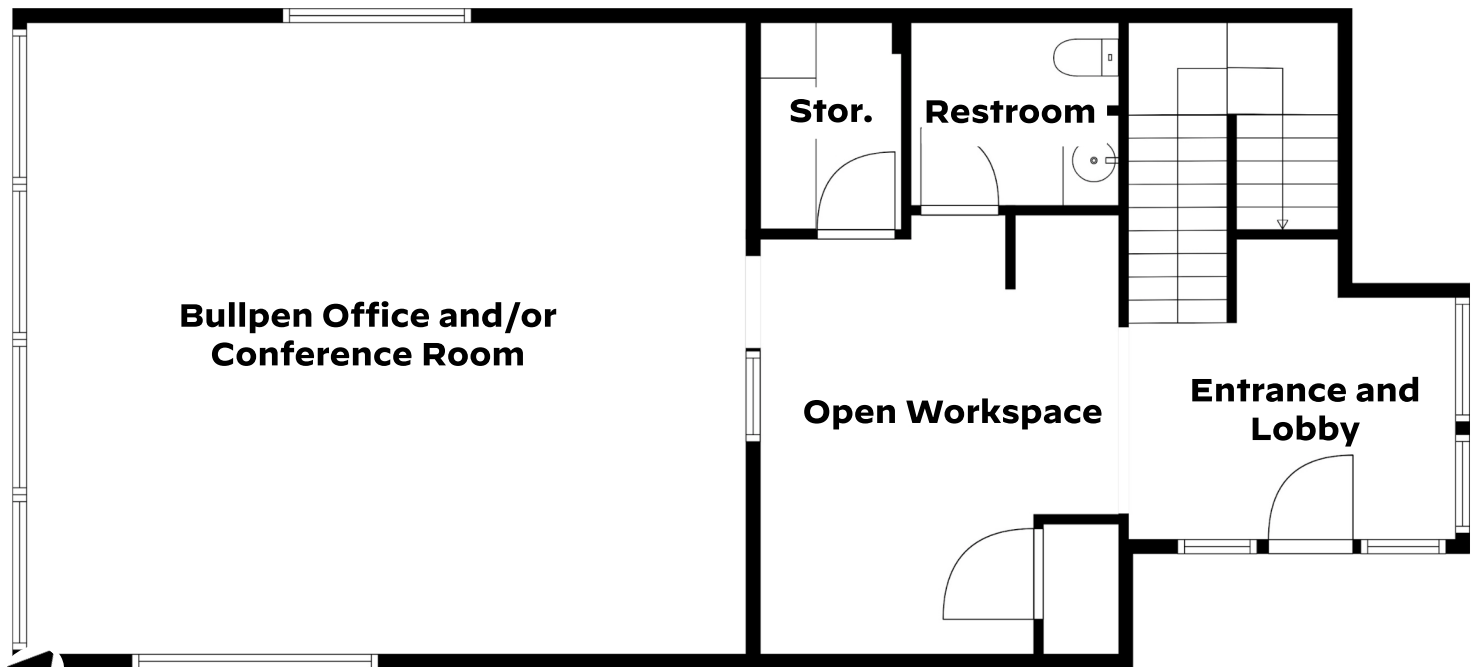 Stor.
Restroom
Bullpen Office and/or
Conference Room
Open Workspace
Entrance and
Lobby